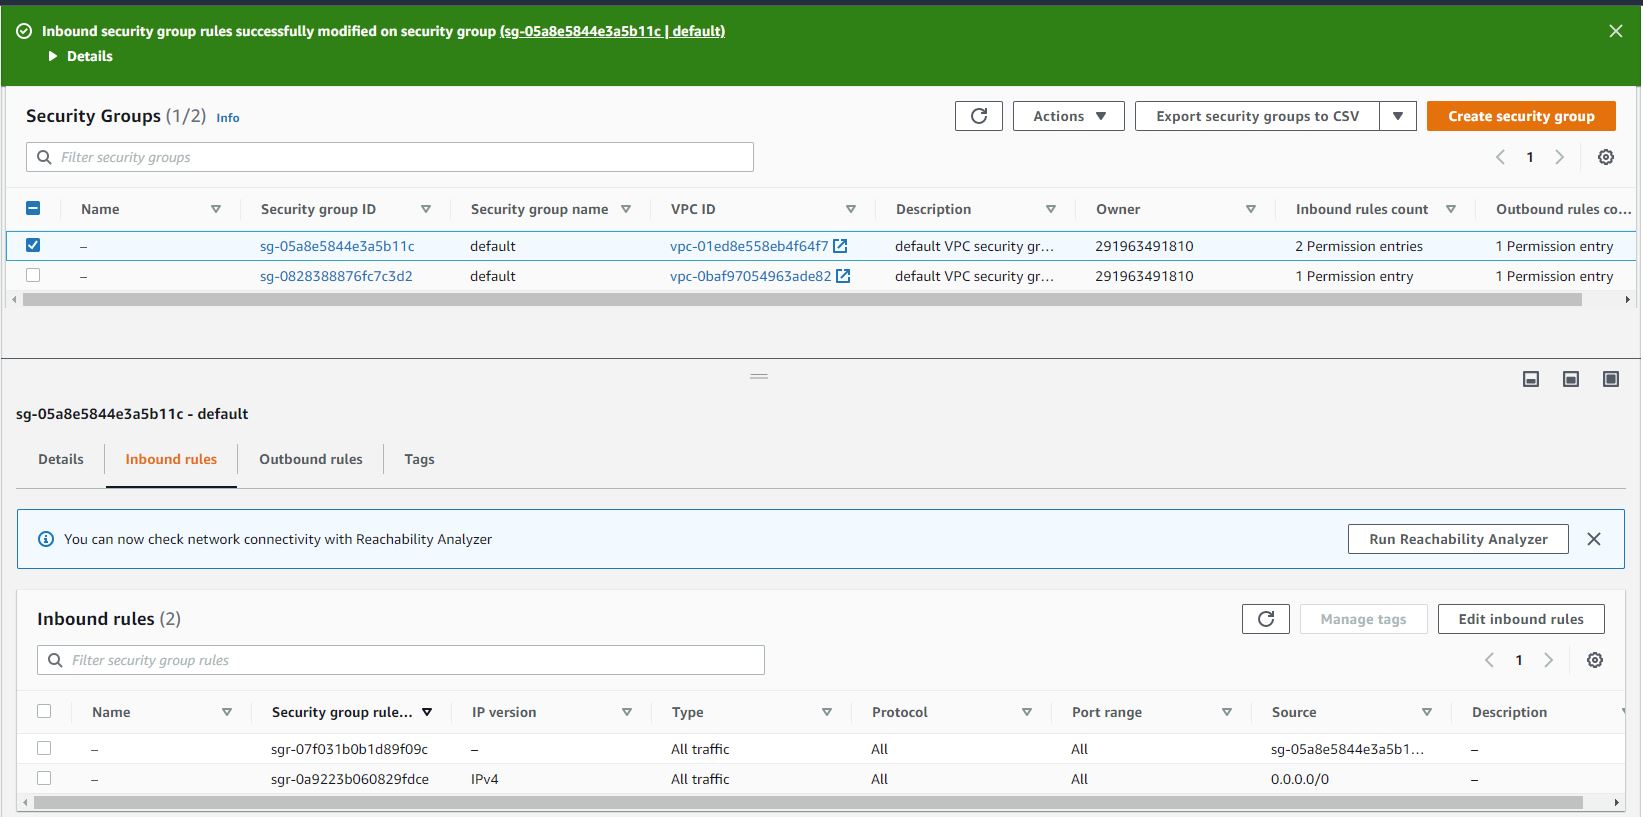 Inbound security group rules successfully modified on security group (sg-05a8e5844e3a5b11c | default)
Details
Security Groups (1/2) Info
Actions
Export security groups to CSV
Create security group
Filter security groups
1
Name Security group ID Security group name VPC ID Description Owner Inbound rules count Outbound rules co...
– sg-05a8e5844e3a5b11c default vpc-01ed8e558eb4f64f7 default VPC security gr... 291963491810 2 Permission entries 1 Permission entry
– sg-0828388876fc7c3d2 default vpc-0baf97054963ade82 default VPC security gr... 291963491810 1 Permission entry 1 Permission entry
sg-05a8e5844e3a5b11c - default
Details Inbound rules Outbound rules Tags
You can now check network connectivity with Reachability Analyzer
Run Reachability Analyzer
Inbound rules (2)
Manage tags
Edit inbound rules
Filter security group rules
1
Name Security group rule... IP version Type Protocol Port range Source Description
– sgr-07f031b0b1d89f09c – All traffic All All sg-05a8e5844e3a5b1... –
– sgr-0a9223b060829fdce IPv4 All traffic All All 0.0.0.0/0 –